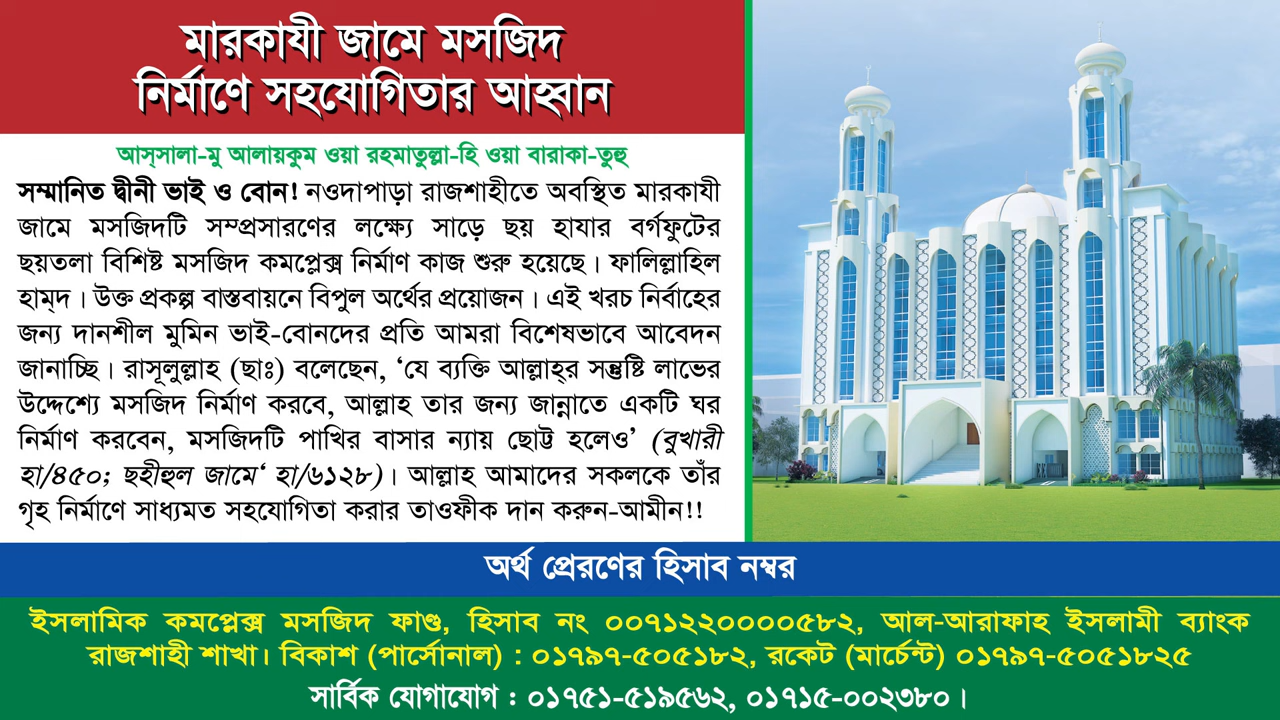 মারকাযী জামে মসজিদ
নির্মাণে সহযোগিতার আহ্বান
আস্সালা-মু আলায়কুম ওয়া রহমাতুল্লা-হি ওয়া বারাকা-তুহু
সম্মানিত দ্বীনী ভাই ও বোন! নওদাপাড়া রাজশাহীতে অবস্থিত মারকাযী
জামে মসজিদটি সম্প্রসারণের লক্ষ্যে সাড়ে ছয় হাযার বর্গফুটের
ছয়তলা বিশিষ্ট মসজিদ কমপ্লেক্স নির্মাণ কাজ শুরু হয়েছে। ফালিল্লাহিল
হাম্দ। উক্ত প্রকল্প বাস্তবায়নে বিপুল অর্থের প্রয়োজন। এই খরচ নির্বাহের
জন্য দানশীল মুমিন ভাই-বোনদের প্রতি আমরা বিশেষভাবে আবেদন
জানাচ্ছি। রাসূলুল্লাহ (ছাঃ) বলেছেন, ‘যে ব্যক্তি আল্লাহ্‌র সন্তুষ্টি লাভের
উদ্দেশ্যে মসজিদ নির্মাণ করবে, আল্লাহ তার জন্য জান্নাতে একটি ঘর
নির্মাণ করবেন, মসজিদটি পাখির বাসার ন্যায় ছোট্ট হলেও’ (বুখারী
হা/৪৫০; ছহীহুল জামে‘ হা/৬১২৮)। আল্লাহ আমাদের সকলকে তাঁর
গৃহ নির্মাণে সাধ্যমত সহযোগিতা করার তাওফীক দান করুন-আমীন!!
অর্থ প্রেরণের হিসাব নম্বর
ইসলামিক কমপ্লেক্স মসজিদ ফাণ্ড, হিসাব নং ০০৭১২২০০০০৫৮২, আল-আরাফাহ ইসলামী ব্যাংক
রাজশাহী শাখা। বিকাশ (পার্সোনাল) : ০১৭৯৭-৫০৫১৮২, রকেট (মার্চেন্ট) ০১৭৯৭-৫০৫১৮২৫
সার্বিক যোগাযোগ : ০১৭৫১-৫১৯৫৬২, ০১৭১৫-০০২৩৮০।